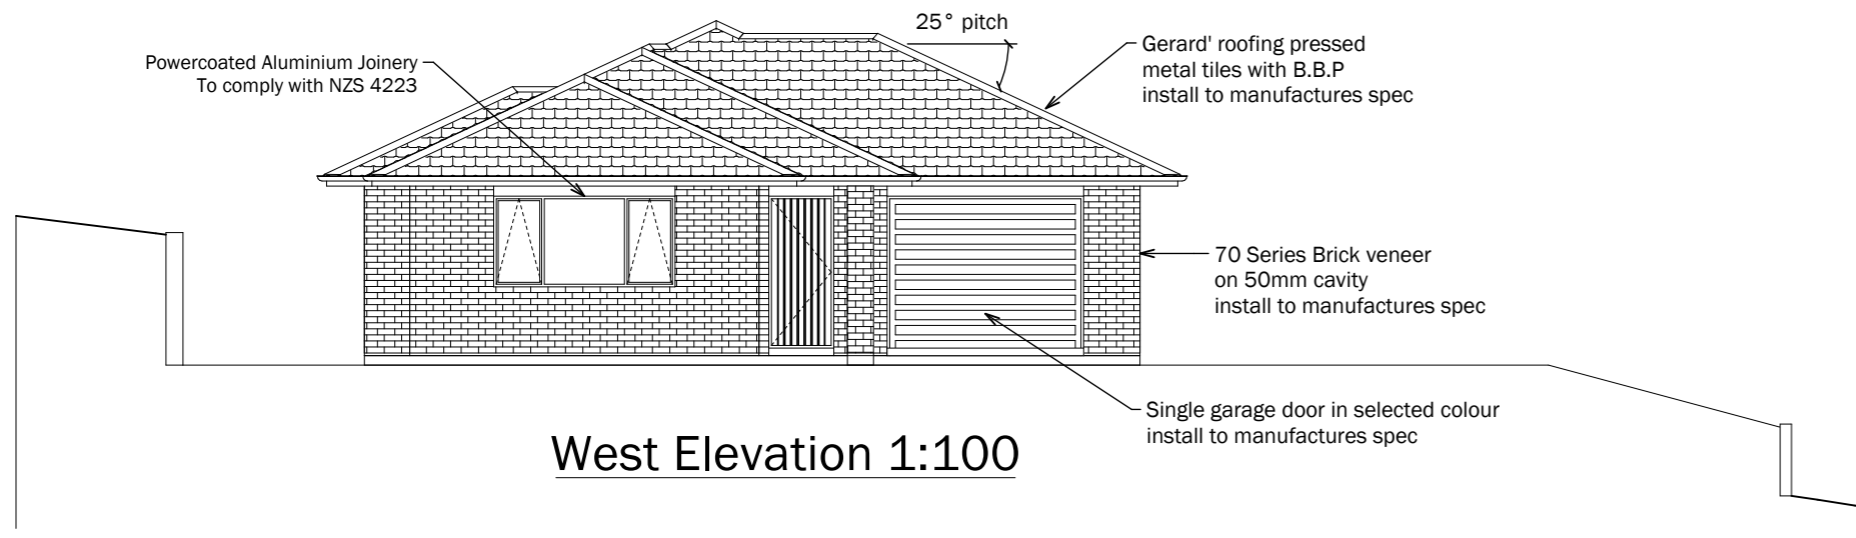 25° pitch
Powercoated Aluminium Joinery
To comply with NZS 4223
Gerard' roofing pressed
metal tiles with B.B.P
install to manufactures spec
70 Series Brick veneer
on 50mm cavity
install to manufactures spec
Single garage door in selected colour
install to manufactures spec
West Elevation 1:100